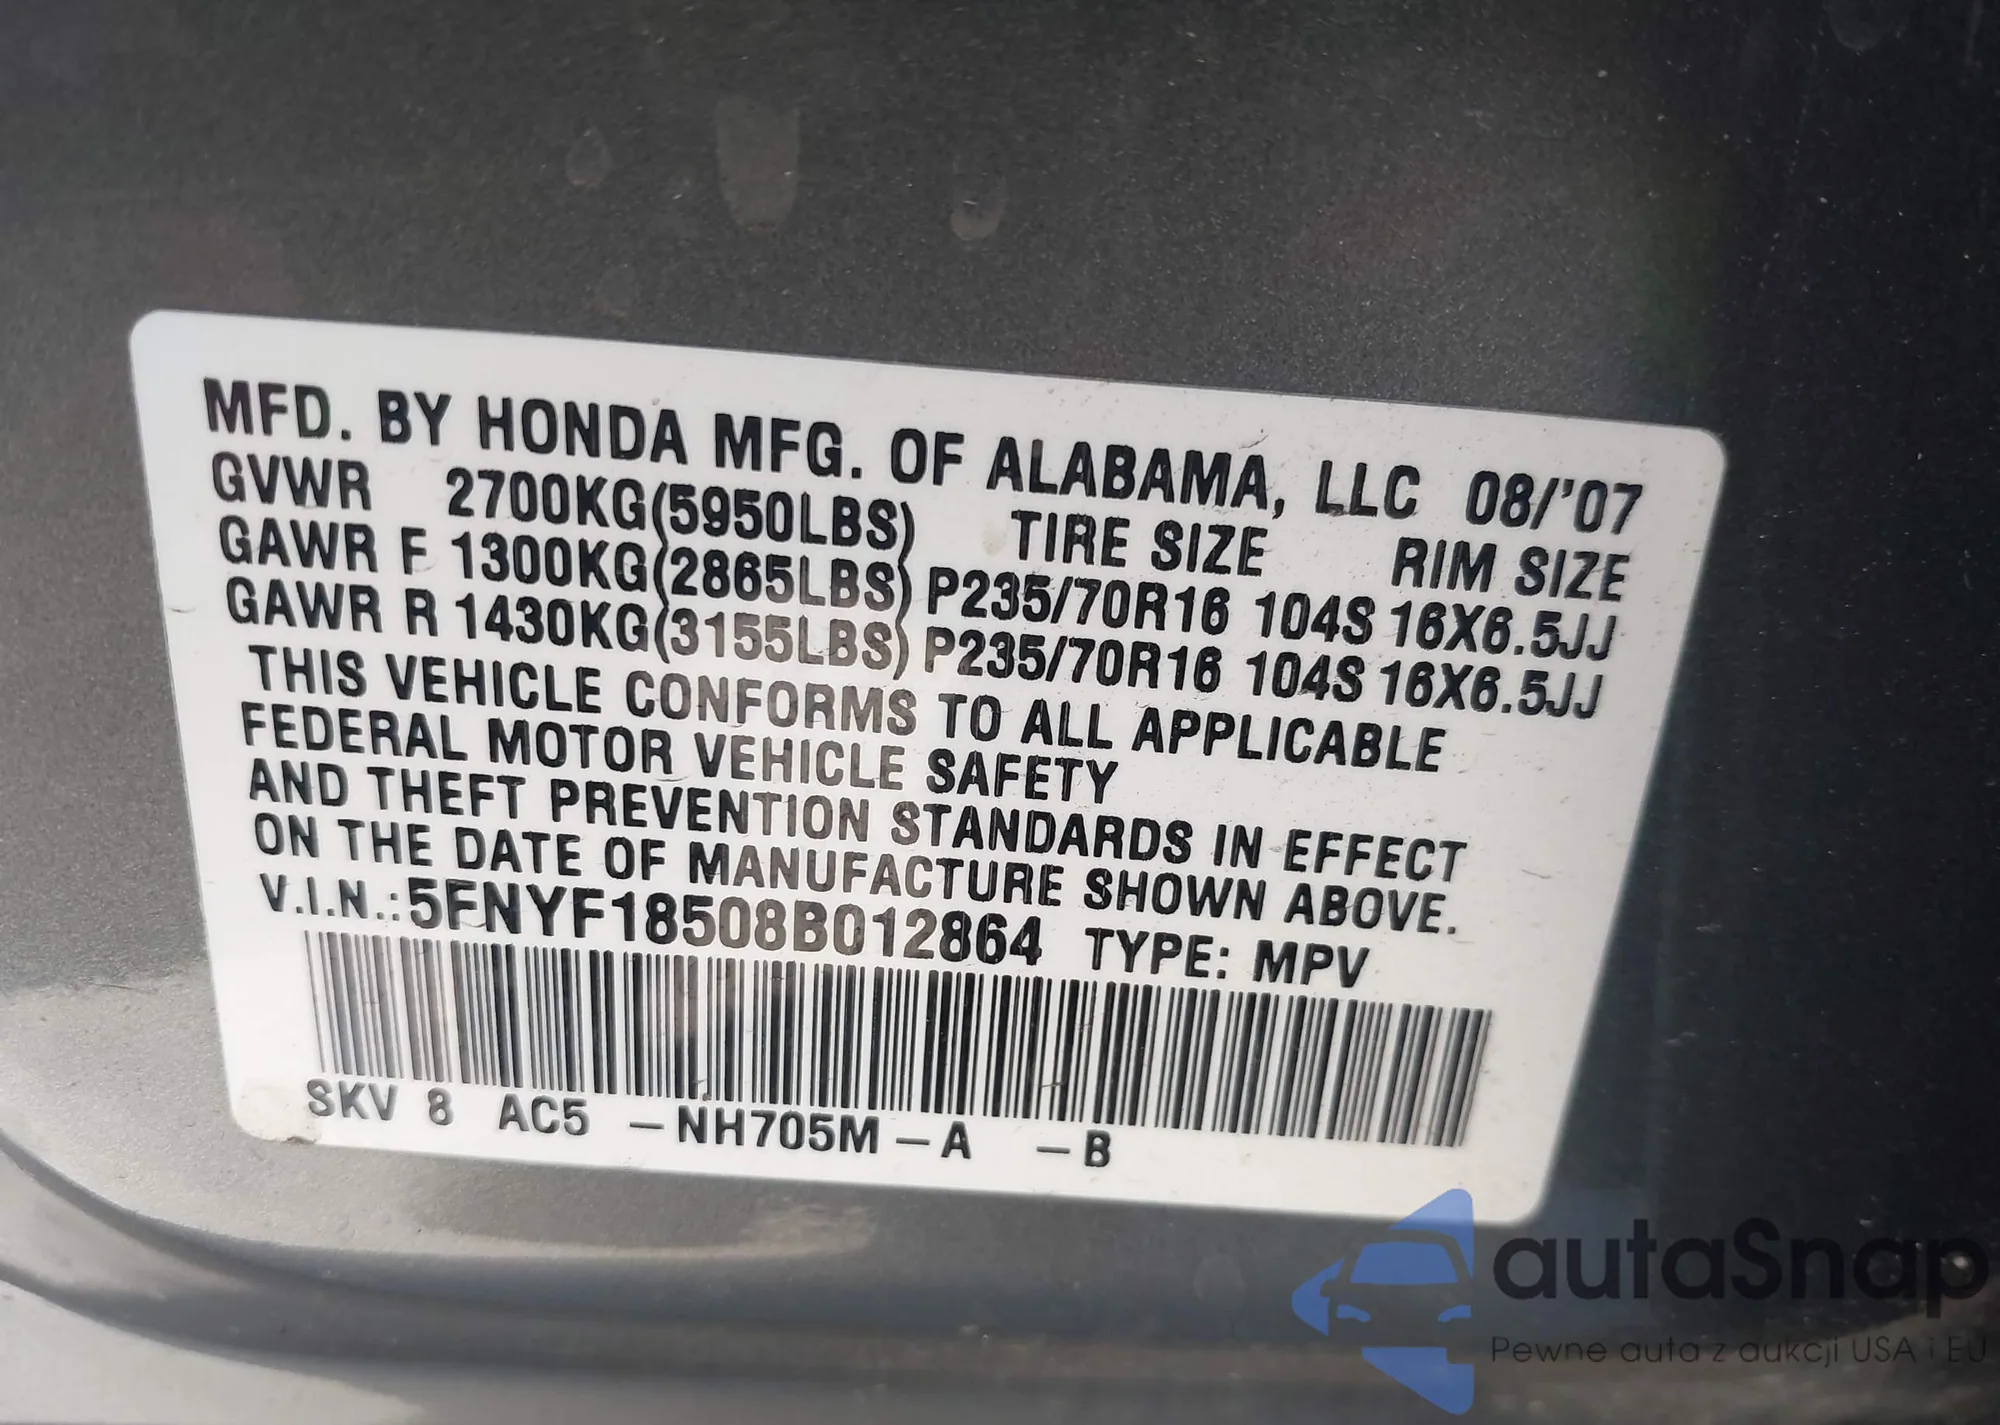 MFD. BY HONDA MFG. OF ALABAMA, LLC 08/'07
GVWR 2700KG(5950LBS) TIRE SIZE RIM SIZE
GAWR F 1300KG(2865LBS) P235/70R16 104S 16X6.5JJ
GAWR R 1430KG(3155LBS) P235/70R16 104S 16X6.5JJ
THIS VEHICLE CONFORMS TO ALL APPLICABLE
FEDERAL MOTOR VEHICLE SAFETY
AND THEFT PREVENTION STANDARDS IN EFFECT
ON THE DATE OF MANUFACTURE SHOWN ABOVE.
V.I.N.:5FNYF18508B012864 TYPE: MPV
SKV 8 AC5 -NH705M-A -B
autaSnap
Pewne auta z aukcji USA i EU